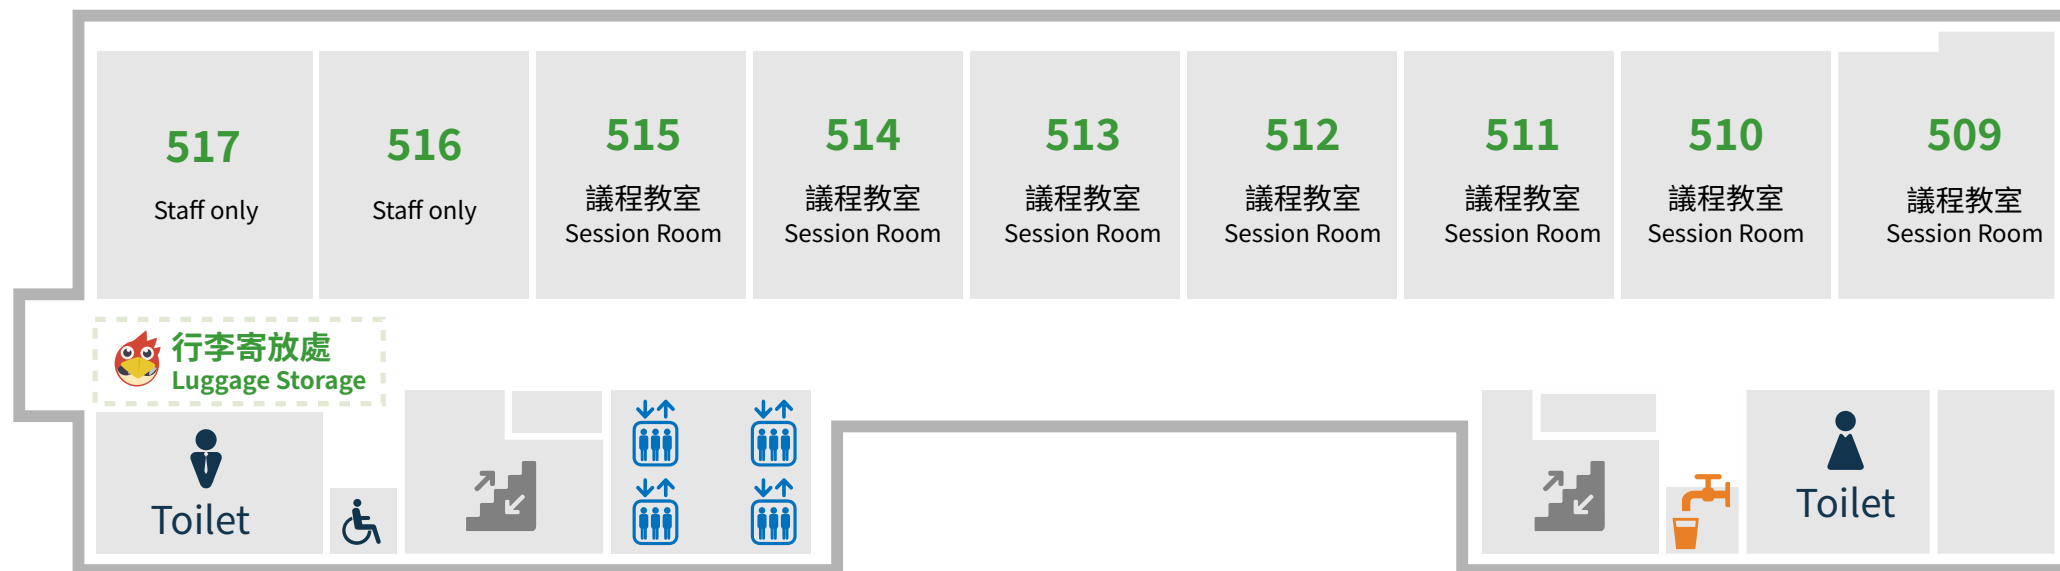 517
Staff only
516
Staff only
515
議程教室
Session Room
514
議程教室
Session Room
513
議程教室
Session Room
512
議程教室
Session Room
511
議程教室
Session Room
510
議程教室
Session Room
509
議程教室
Session Room
行李寄放處
Luggage Storage
Toilet
Toilet